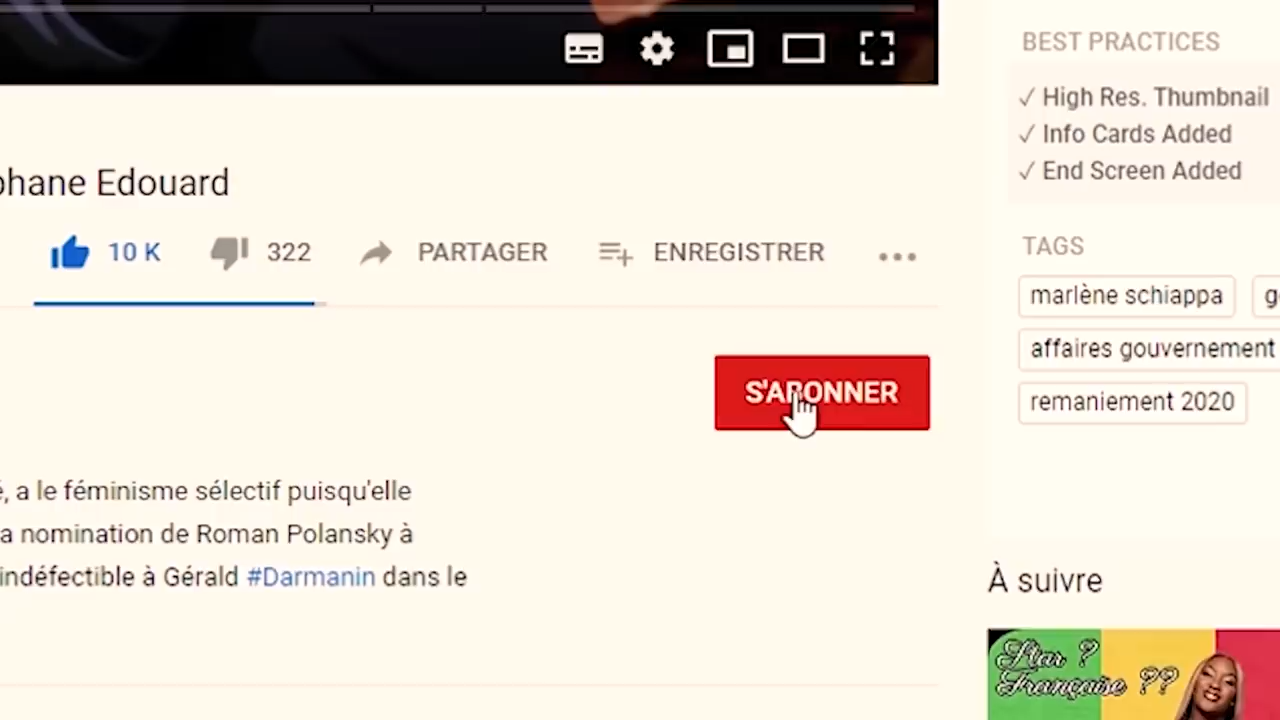 BEST PRACTICES
✓ High Res. Thumbnail
✓ Info Cards Added
✓ End Screen Added
phane Edouard
10 K 322 PARTAGER ENREGISTRER
TAGS
marlène schiappa
affaires gouvernement
remaniement 2020
S'ABONNER
, a le féminisme sélectif puisqu'elle
a nomination de Roman Polansky à
indéfectible à Gérald #Darmanin dans le
À suivre
Star ?
Française ??